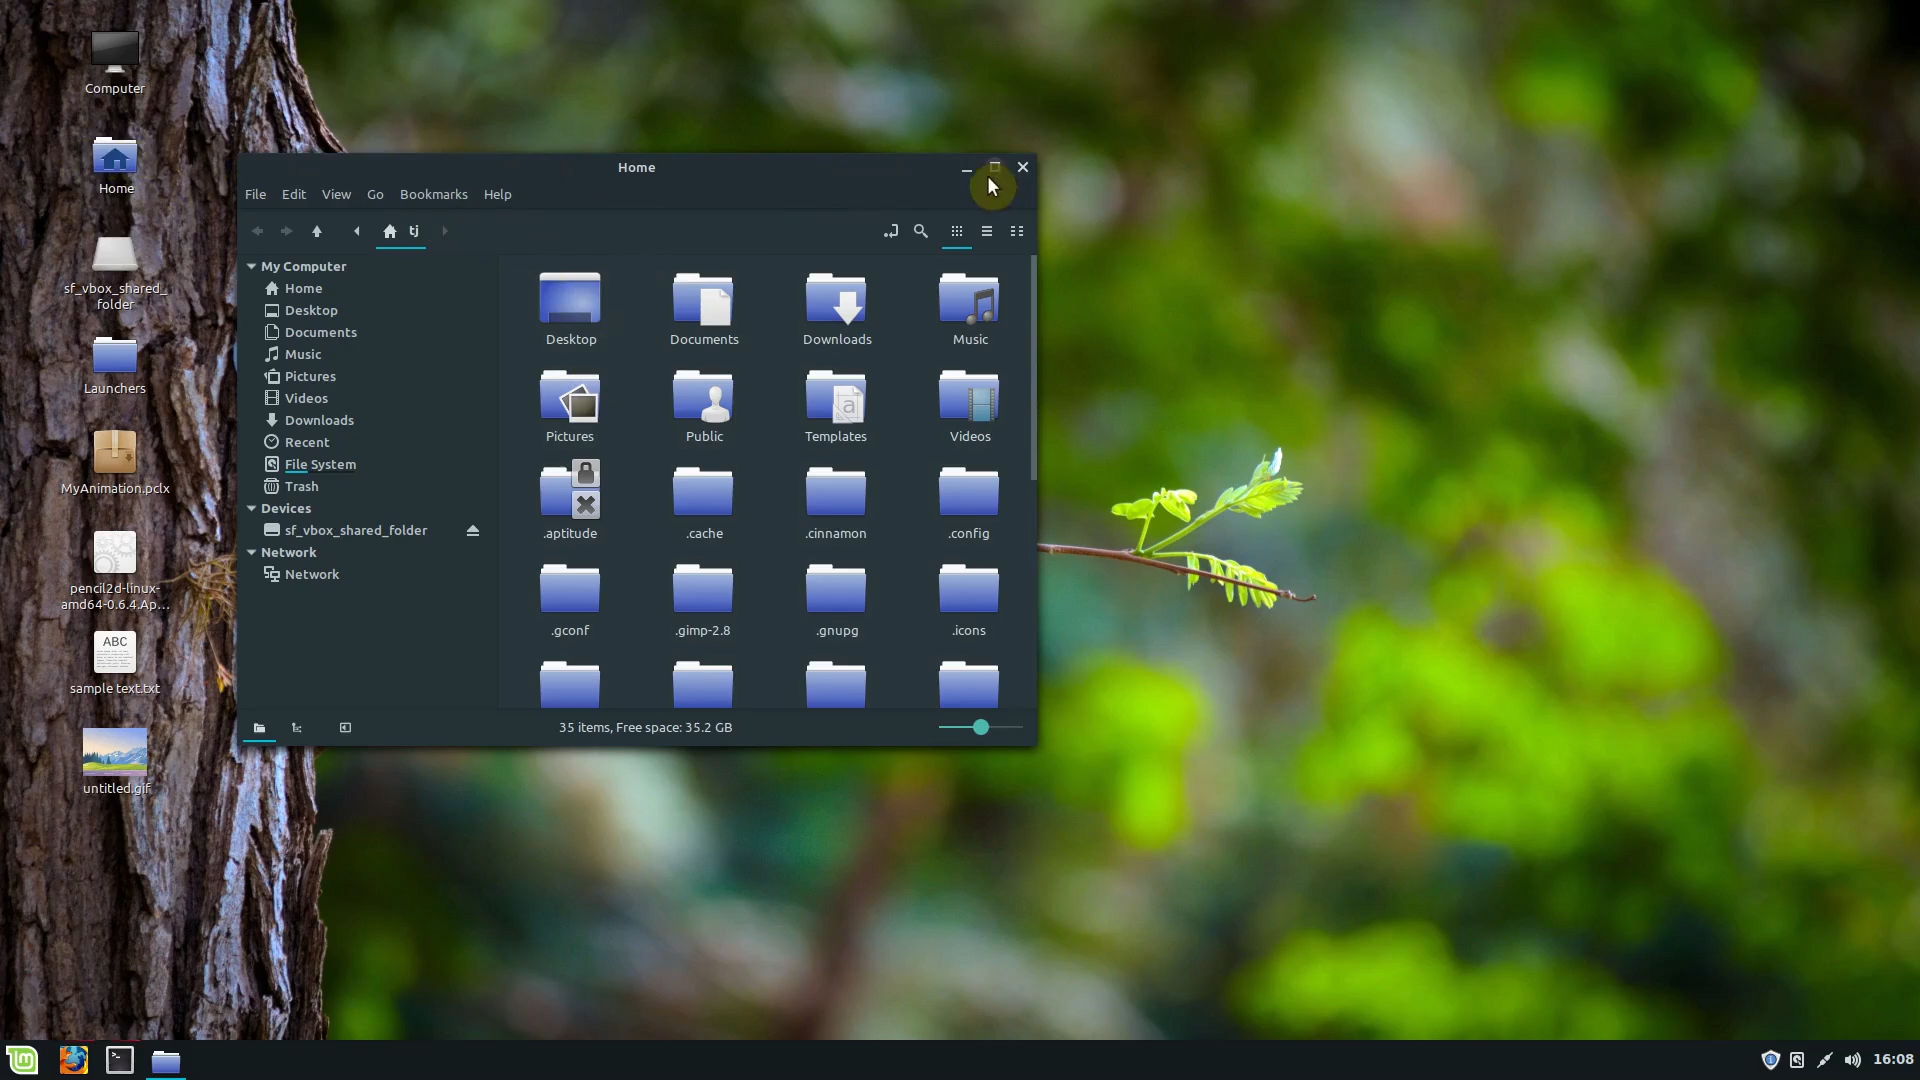 Computer
Home
sf_vbox_shared_
folder
Launchers
MyAnimation.pclx
pencil2d-linux-
amd64-0.6.4.Ap...
ABC
sample text.txt
untitled.gif
Home
File Edit View Go Bookmarks Help
tj
My Computer
Home
Desktop
Documents
Music
Pictures
Videos
Downloads
Recent
File System
Trash
Devices
sf_vbox_shared_folder
Network
Network
Desktop Documents Downloads Music
a
Pictures Public Templates Videos
.aptitude .cache .cinnamon .config
.gconf .gimp-2.8 .gnupg .icons
35 items, Free space: 35.2 GB
16:08